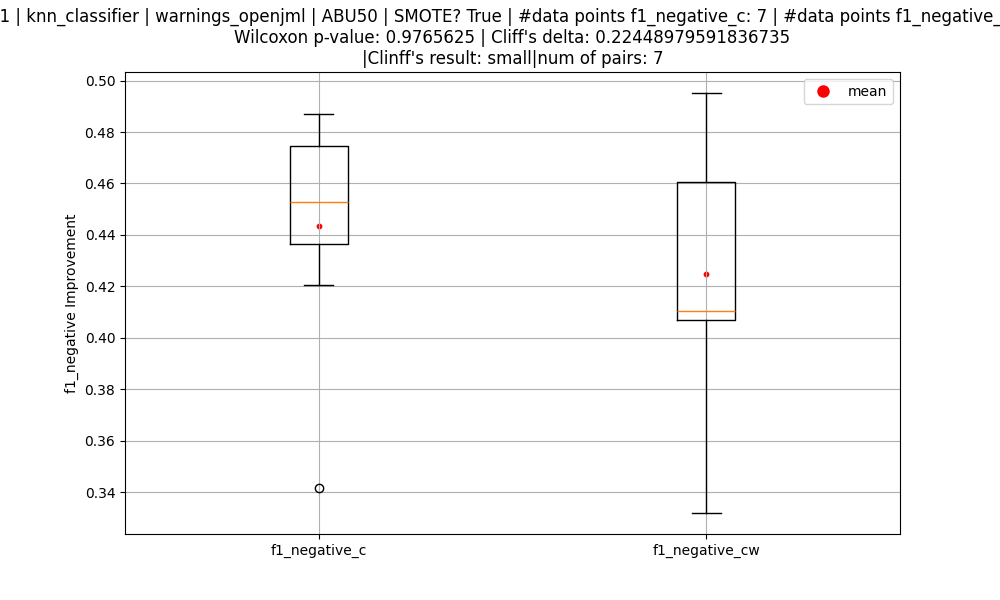 1 | knn_classifier | warnings_openjml | ABU50 | SMOTE? True | #data points f1_negative_c: 7 | #data points f1_negative_
Wilcoxon p-value: 0.9765625 | Cliff's delta: 0.22448979591836735
|Clinff's result: small|num of pairs: 7
mean
0.50
0.48
0.46
0.44
0.42
0.40
0.38
0.36
0.34
f1_negative Improvement
f1_negative_c
f1_negative_cw